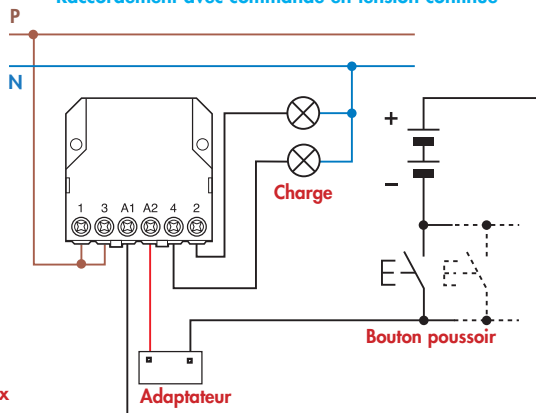 Raccordement avec commande en tension continue
P
N
+
−
Charge
1 3 A1 A2 4 2
Bouton poussoir
Adaptateur
x